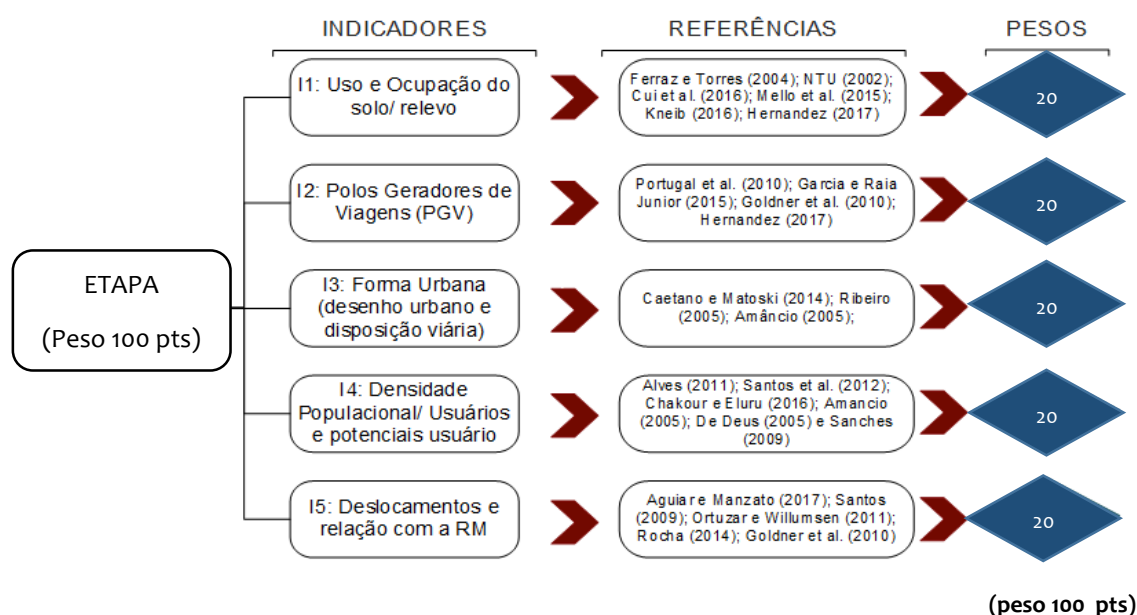 INDICADORES
REFERÊNCIAS
PESOS
ETAPA
(Peso 100 pts)
I1: Uso e Ocupação do
solo/ relevo
Ferraz e Torres (2004); NTU (2002);
Cui et al. (2016); Mello et al. (2015);
Kneib (2016); Hernandez (2017)
20
I2: Polos Geradores de
Viagens (PGV)
Portugal et al. (2010); Garcia e Raia
Junior (2015); Goldner et al. (2010);
Hernandez (2017)
20
I3: Forma Urbana
(desenho urbano e
disposição viária)
Caetano e Matoski (2014); Ribeiro
(2005); Amâncio (2005);
20
I4: Densidade
Populacional/ Usuários
e potenciais usuário
Alves (2011); Santos et al. (2012);
Chakour e Eluru (2016); Amancio
(2005); De Deus (2005) e Sanches
(2009)
20
I5: Deslocamentos e
relação com a RM
Aguiar e Manzato (2017); Santos
(2009); Ortuzar e Willumsen (2011);
Rocha (2014); Goldner et al. (2010)
20
(peso 100 pts)